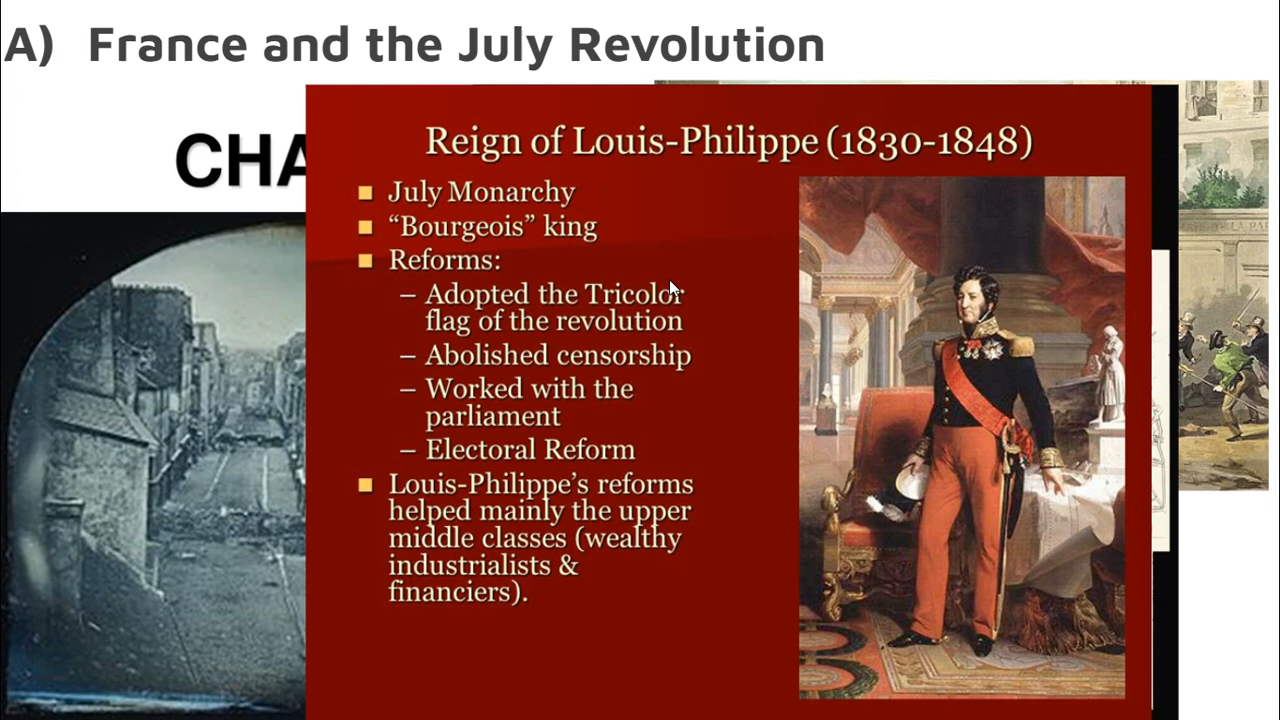 A) France and the July Revolution
CHA
Reign of Louis-Philippe (1830-1848)
July Monarchy
“Bourgeois” king
Reforms:
– Adopted the Tricolor
flag of the revolution
– Abolished censorship
– Worked with the
parliament
– Electoral Reform
Louis-Philippe’s reforms
helped mainly the upper
middle classes (wealthy
industrialists &
financiers).